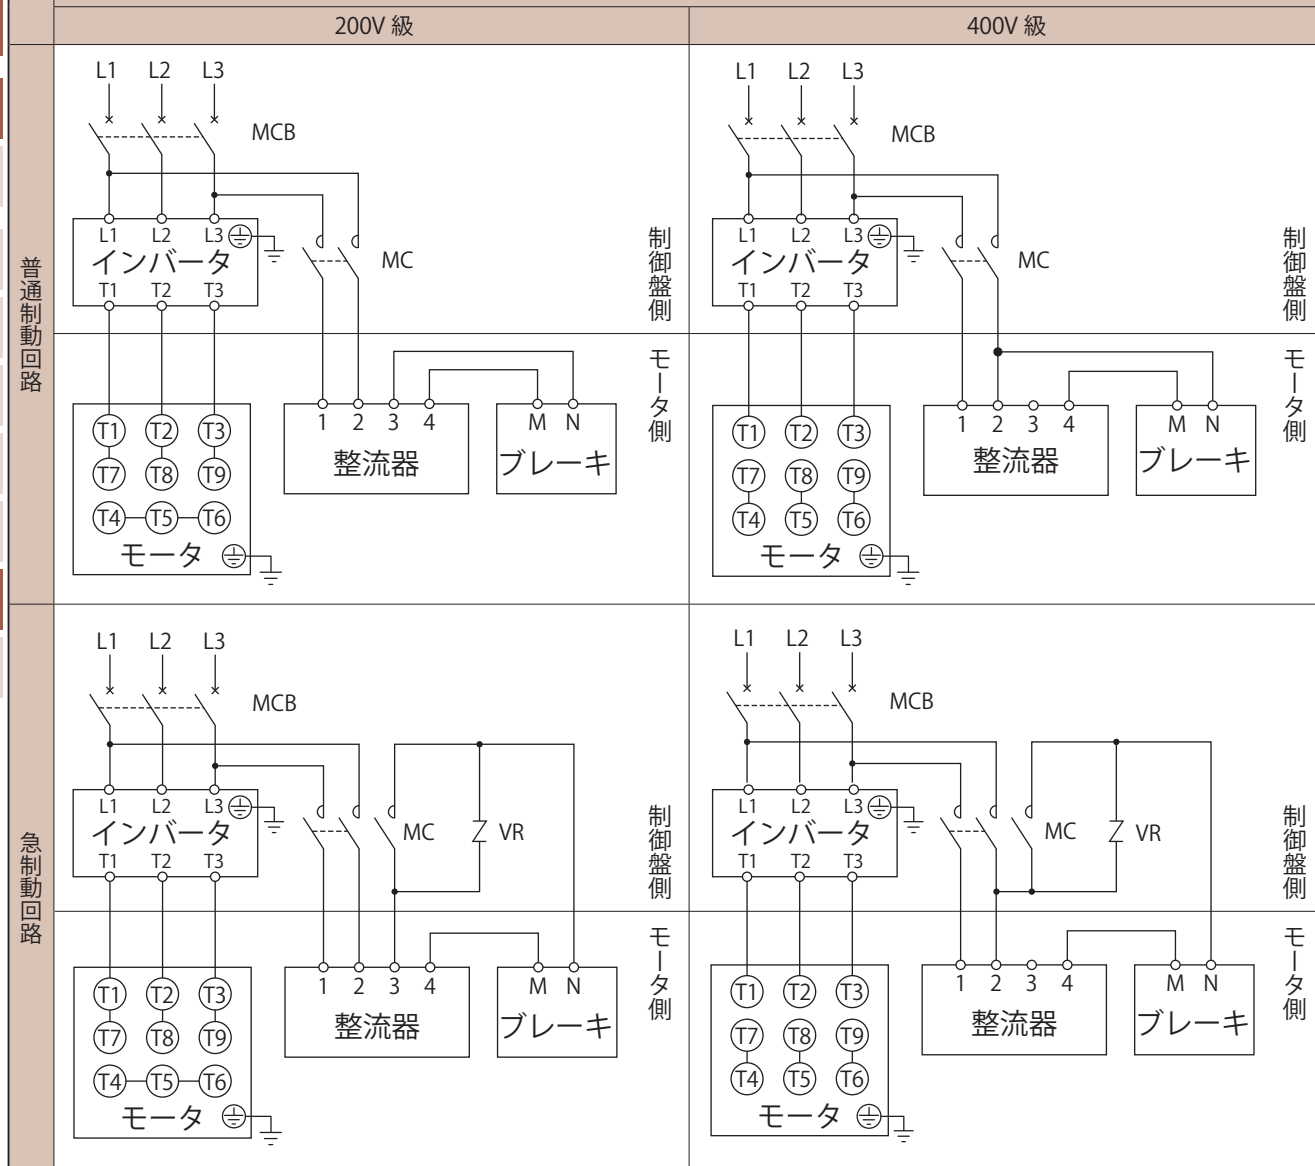 200V 級
400V 級
普通制動回路
L1 L2 L3
MCB
L1 L2 L3
インバータ
T1 T2 T3
MC
制御盤側
モータ側
1 2 3 4
整流器
M N
ブレーキ
T1 T2 T3
T7 T8 T9
T4 T5 T6
モータ
L1 L2 L3
MCB
L1 L2 L3
インバータ
T1 T2 T3
MC
制御盤側
モータ側
1 2 3 4
整流器
M N
ブレーキ
T1 T2 T3
T7 T8 T9
T4 T5 T6
モータ
急制動回路
L1 L2 L3
MCB
L1 L2 L3
インバータ
T1 T2 T3
MC
VR
制御盤側
モータ側
1 2 3 4
整流器
M N
ブレーキ
T1 T2 T3
T7 T8 T9
T4 T5 T6
モータ
L1 L2 L3
MCB
L1 L2 L3
インバータ
T1 T2 T3
MC
VR
制御盤側
モータ側
1 2 3 4
整流器
M N
ブレーキ
T1 T2 T3
T7 T8 T9
T4 T5 T6
モータ